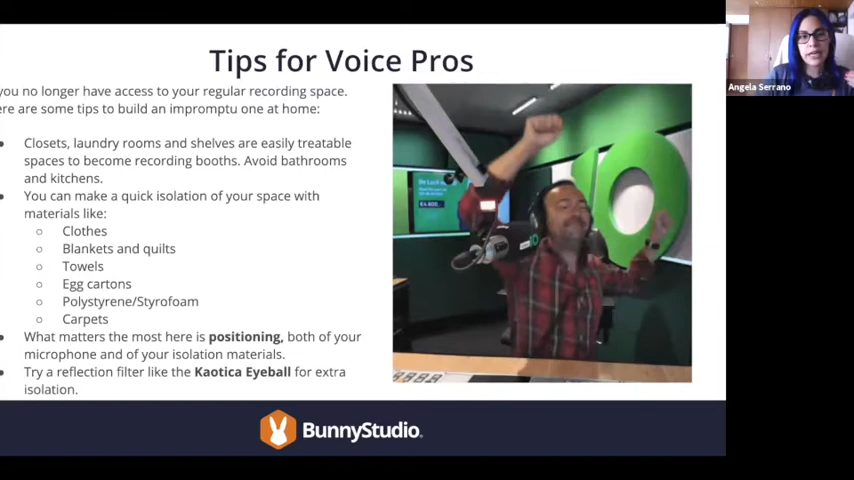 Tips for Voice Pros
you no longer have access to your regular recording space.
ere are some tips to build an impromptu one at home:
Closets, laundry rooms and shelves are easily treatable
spaces to become recording booths. Avoid bathrooms
and kitchens.
You can make a quick isolation of your space with
materials like:
Clothes
Blankets and quilts
Towels
Egg cartons
Polystyrene/Styrofoam
Carpets
What matters the most here is positioning, both of your
microphone and of your isolation materials.
Try a reflection filter like the Kaotica Eyeball for extra
isolation.
BunnyStudio.
Angela Serrano